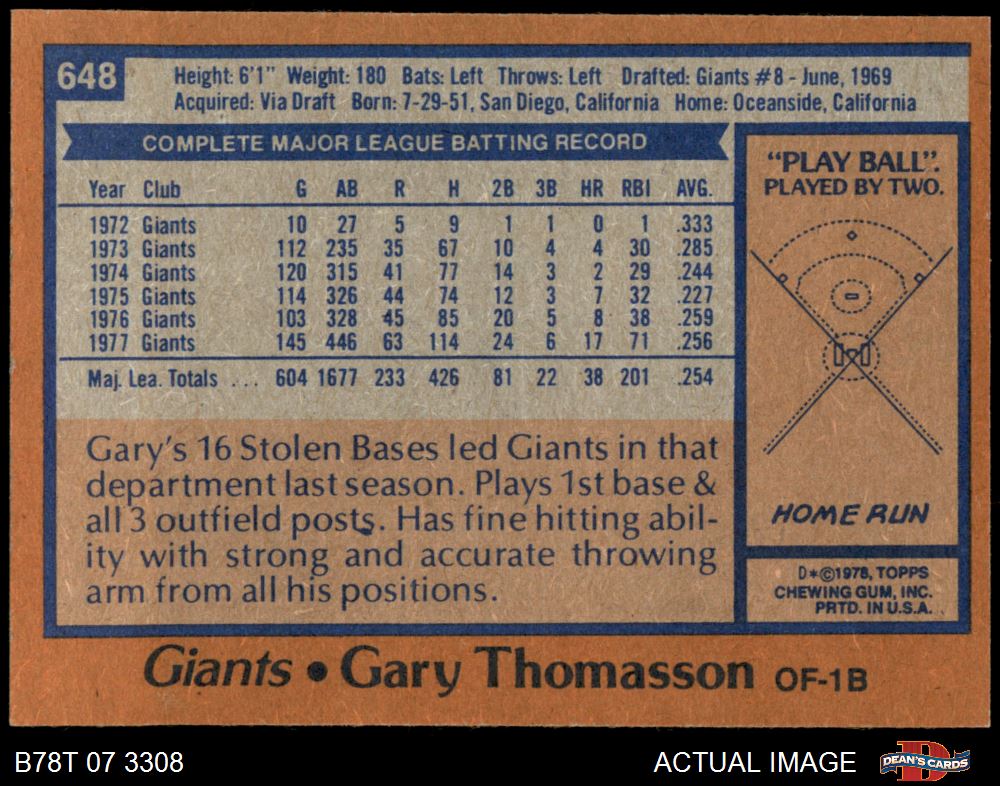 648
Height: 6'1" Weight: 180 Bats: Left Throws: Left Drafted: Giants #8 - June, 1969
Acquired: Via Draft Born: 7-29-51, San Diego, California Home: Oceanside, California
COMPLETE MAJOR LEAGUE BATTING RECORD
Year Club G AB R H 2B 3B HR RBI AVG.
1972 Giants 10 27 5 9 1 1 0 1 .333
1973 Giants 112 235 35 67 10 4 4 30 .285
1974 Giants 120 315 41 77 14 3 2 29 .244
1975 Giants 114 326 44 74 12 3 7 32 .227
1976 Giants 103 328 45 85 20 5 8 38 .259
1977 Giants 145 446 63 114 24 6 17 71 .256
Maj. Lea. Totals ... 604 1677 233 426 81 22 38 201 .254
Gary's 16 Stolen Bases led Giants in that
department last season. Plays 1st base &
all 3 outfield posts. Has fine hitting abil-
ity with strong and accurate throwing
arm from all his positions.
"PLAY BALL".
PLAYED BY TWO.
HOME RUN
D*©1978, TOPPS
CHEWING GUM, INC.
PRTD. IN U.S.A.
Giants • Gary Thomasson OF-1B
B78T 07 3308
ACTUAL IMAGE
D
DEAN'S CARDS